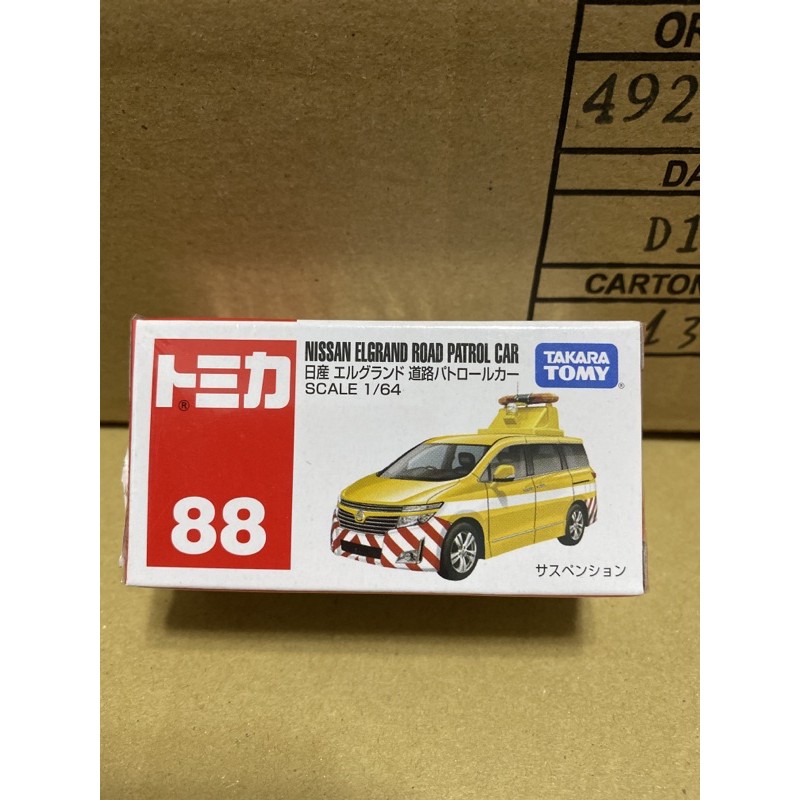 492
D1
CARTON
13
トミカ®
88
NISSAN ELGRAND ROAD PATROL CAR
日産 エルグランド 道路パトロールカー
SCALE 1/64
TAKARA
TOMY®
サスペンション